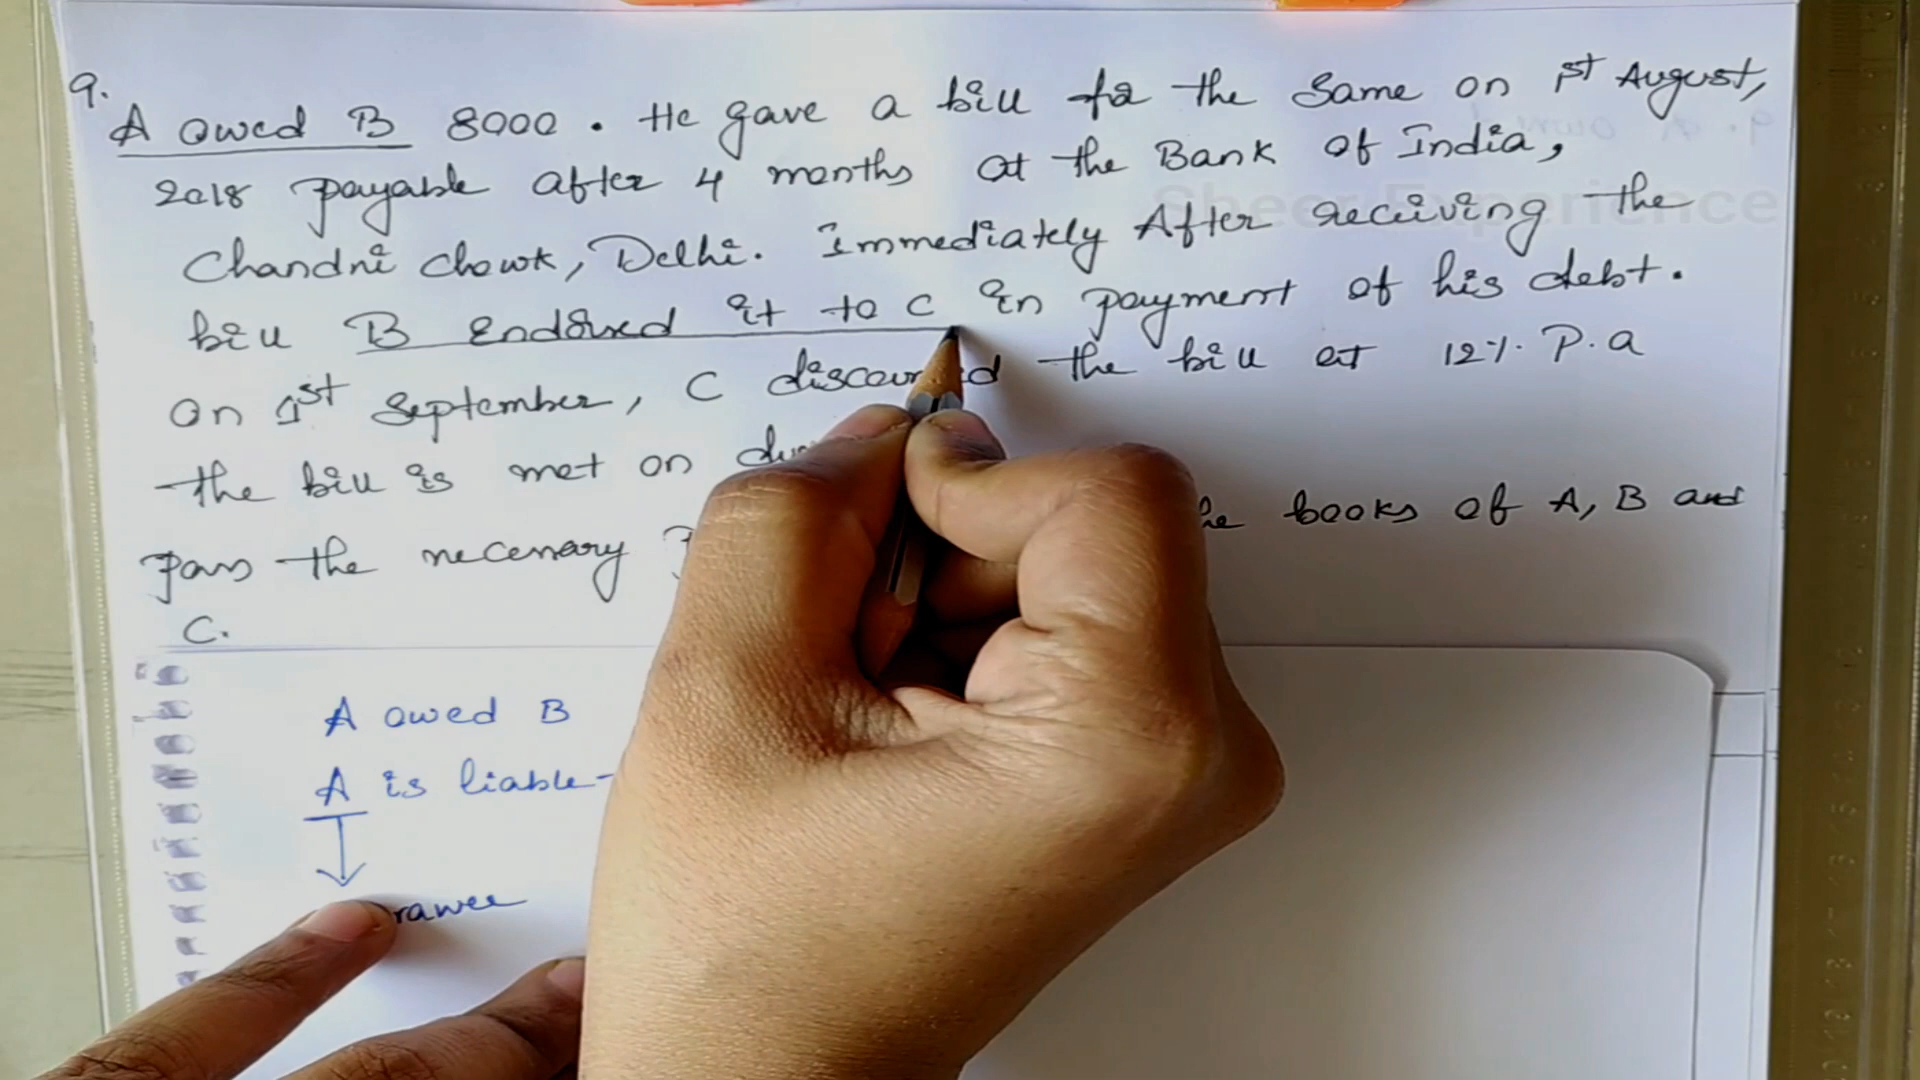 9.
A owed B 8000. He gave a bill for the same on 1st August,
2018 payable after 4 months at the Bank of India,
Chandni Chowk, Delhi. Immediately After receiving the
bill B Endorsed it to C in payment of his debt.
On 1st September, C the bill at 12%. P.a
the bill is met on
Pass the necessary the books of A, B and
C.
A owed B
A is liable-
Sheer Experience